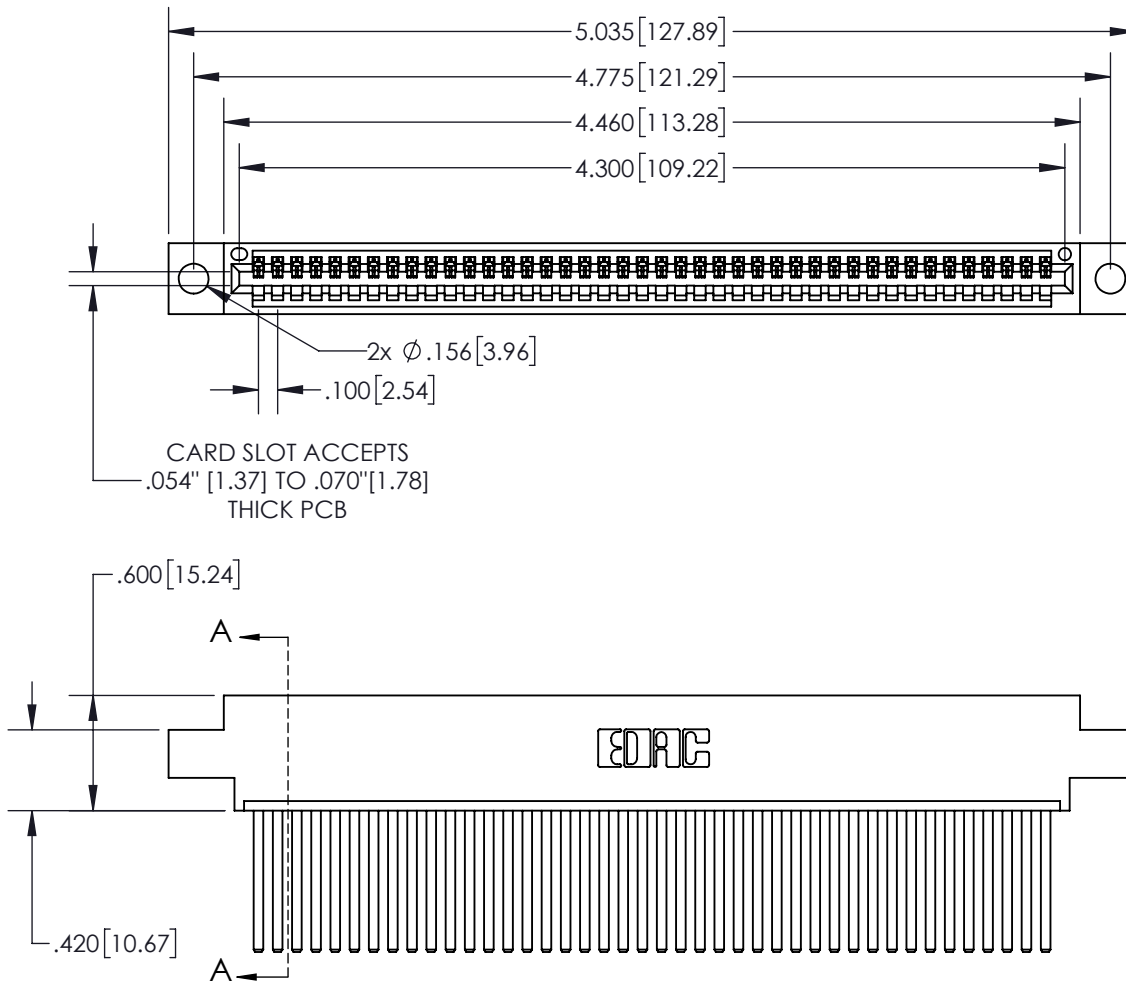 5.035[127.89]
4.775[121.29]
4.460[113.28]
4.300[109.22]
2x Ø .156[3.96]
.100[2.54]
CARD SLOT ACCEPTS
.054" [1.37] TO .070"[1.78]
THICK PCB
.600[15.24]
A
EDAC
.420[10.67]
A